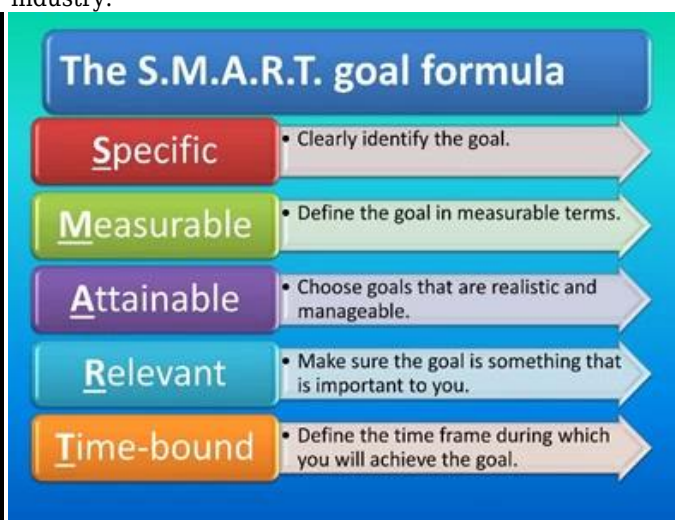 industry.
The S.M.A.R.T. goal formula
Specific
• Clearly identify the goal.
Measurable
• Define the goal in measurable terms.
Attainable
• Choose goals that are realistic and
manageable.
Relevant
• Make sure the goal is something that
is important to you.
Time-bound
• Define the time frame during which
you will achieve the goal.